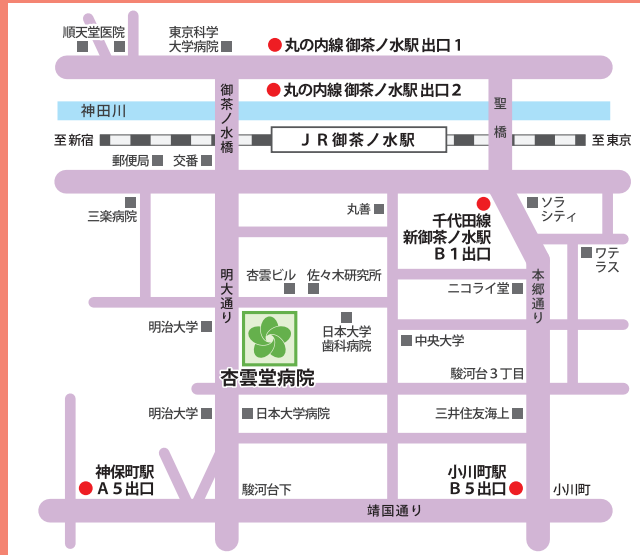 順天堂医院
東京科学
大学病院
丸の内線 御茶ノ水駅 出口1
丸の内線 御茶ノ水駅 出口2
御茶ノ水橋
聖橋
神田川
至新宿
JR御茶ノ水駅
至東京
郵便局
交番
三楽病院
丸善
千代田線
新御茶ノ水駅
B1出口
ソラ
シティ
ワテ
ラス
明大通り
杏雲ビル
佐々木研究所
ニコライ堂
本郷通り
明治大学
日本大学
歯科病院
中央大学
杏雲堂病院
駿河台3丁目
明治大学
日本大学病院
三井住友海上
神保町駅
A5出口
駿河台下
小川町駅
B5出口
小川町
靖国通り